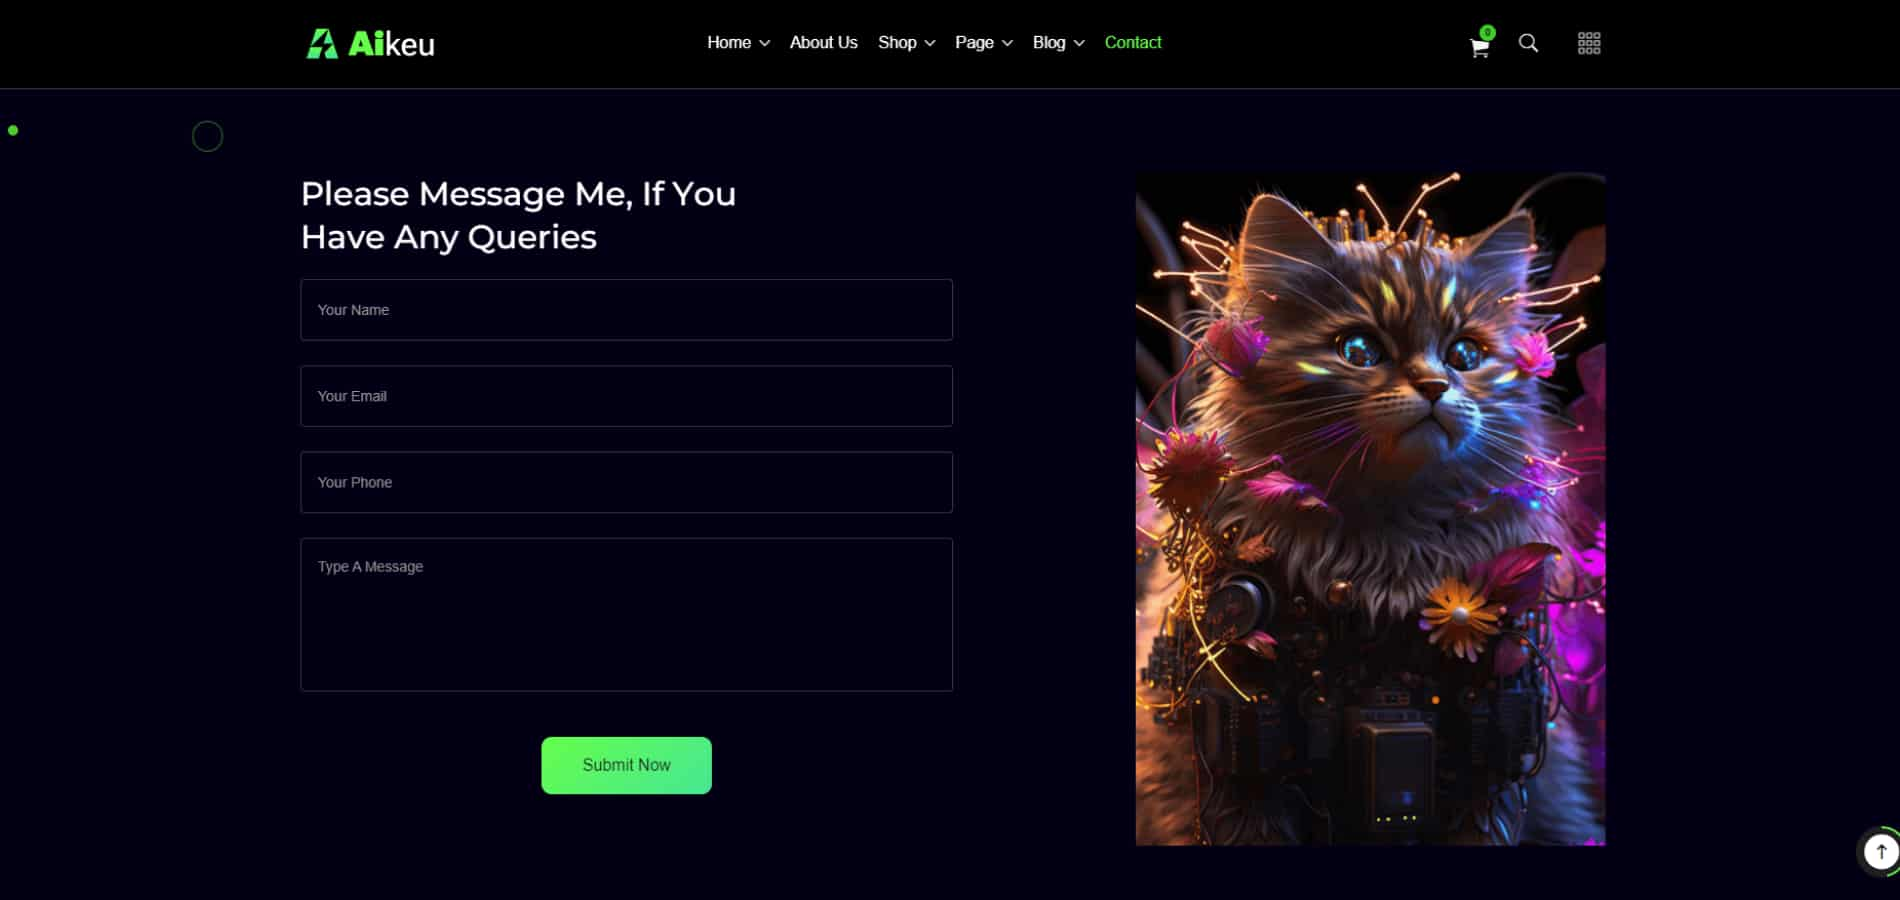 Aikeu
Home
About Us
Shop
Page
Blog
Contact
0
Please Message Me, If You
Have Any Queries
Your Name
Your Email
Your Phone
Type A Message
Submit Now